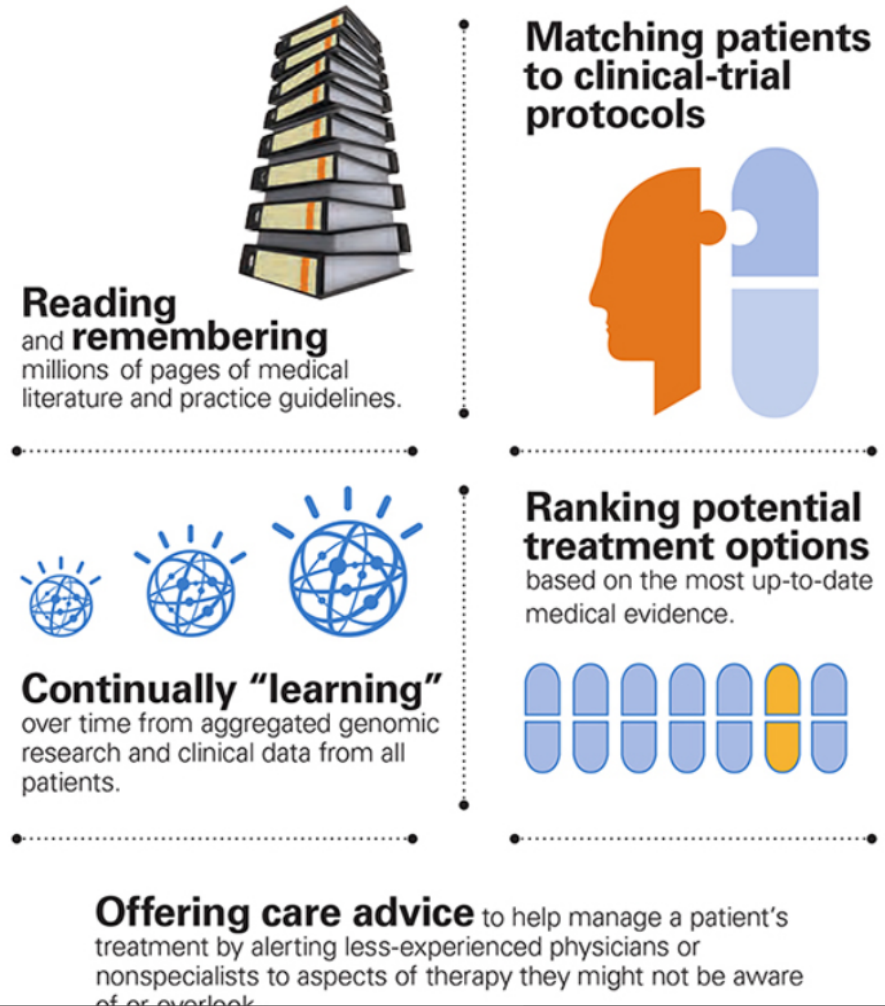 Reading
and remembering
millions of pages of medical
literature and practice guidelines.
Matching patients
to clinical-trial
protocols
Continually “learning”
over time from aggregated genomic
research and clinical data from all
patients.
Ranking potential
treatment options
based on the most up-to-date
medical evidence.
Offering care advice to help manage a patient’s
treatment by alerting less-experienced physicians or
nonspecialists to aspects of therapy they might not be aware
of or overlook.